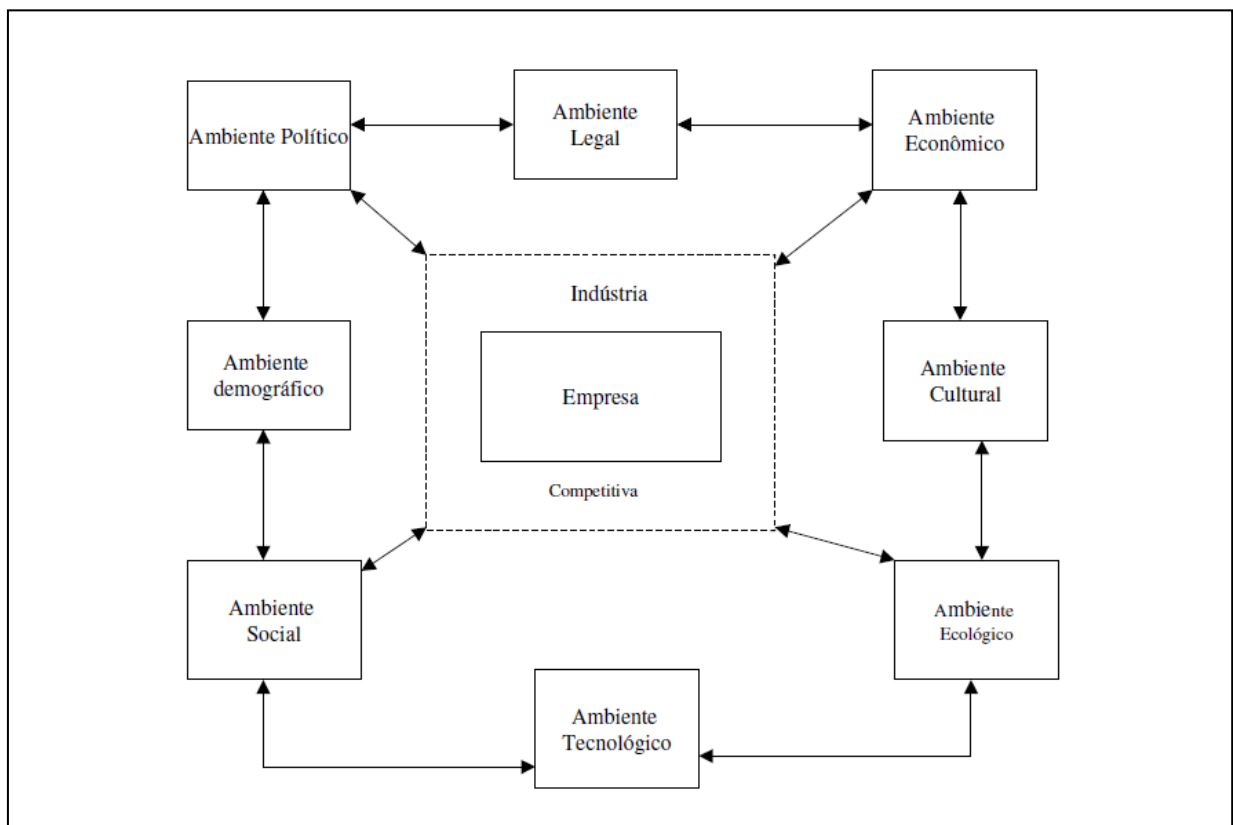 Ambiente Político
Ambiente
Legal
Ambiente
Econômico
Indústria
Ambiente
demográfico
Empresa
Ambiente
Cultural
Competitiva
Ambiente
Social
Ambiente
Ecológico
Ambiente
Tecnológico